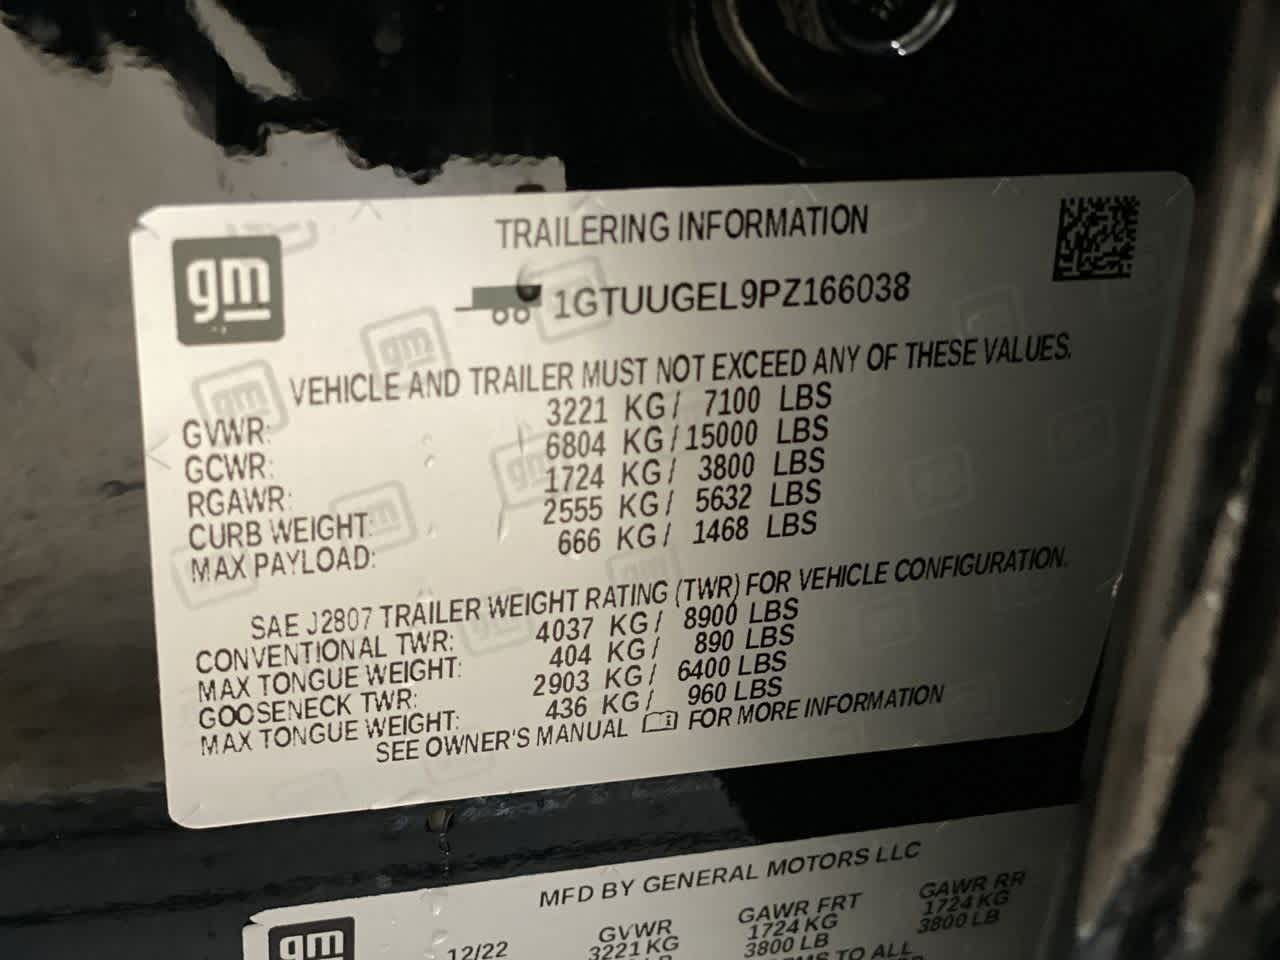 gm
TRAILERING INFORMATION
1GTUUGEL9PZ166038
VEHICLE AND TRAILER MUST NOT EXCEED ANY OF THESE VALUES.
GVWR: 3221 KG / 7100 LBS
GCWR: 6804 KG / 15000 LBS
RGAWR: 1724 KG / 3800 LBS
CURB WEIGHT: 2555 KG / 5632 LBS
MAX PAYLOAD: 666 KG / 1468 LBS
SAE J2807 TRAILER WEIGHT RATING (TWR) FOR VEHICLE CONFIGURATION.
CONVENTIONAL TWR: 4037 KG / 8900 LBS
MAX TONGUE WEIGHT: 404 KG / 890 LBS
GOOSENECK TWR: 2903 KG / 6400 LBS
MAX TONGUE WEIGHT: 436 KG / 960 LBS
SEE OWNER'S MANUAL FOR MORE INFORMATION
MFD BY GENERAL MOTORS LLC
gm
12/22
GVWR GAWR FRT GAWR RR
3221 KG 1724 KG 1724 KG
3800 LB 3800 LB
TO ALL